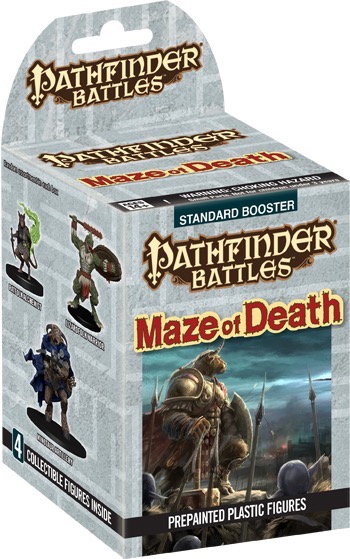 PATHFINDER
BATTLES
PATHFINDER
BATTLES
Maze of Death
WARNING: CHOKING HAZARD
STANDARD BOOSTER
PATHFINDER
BATTLES
Maze of Death
4
COLLECTIBLE FIGURES INSIDE
PREPAINTED PLASTIC FIGURES